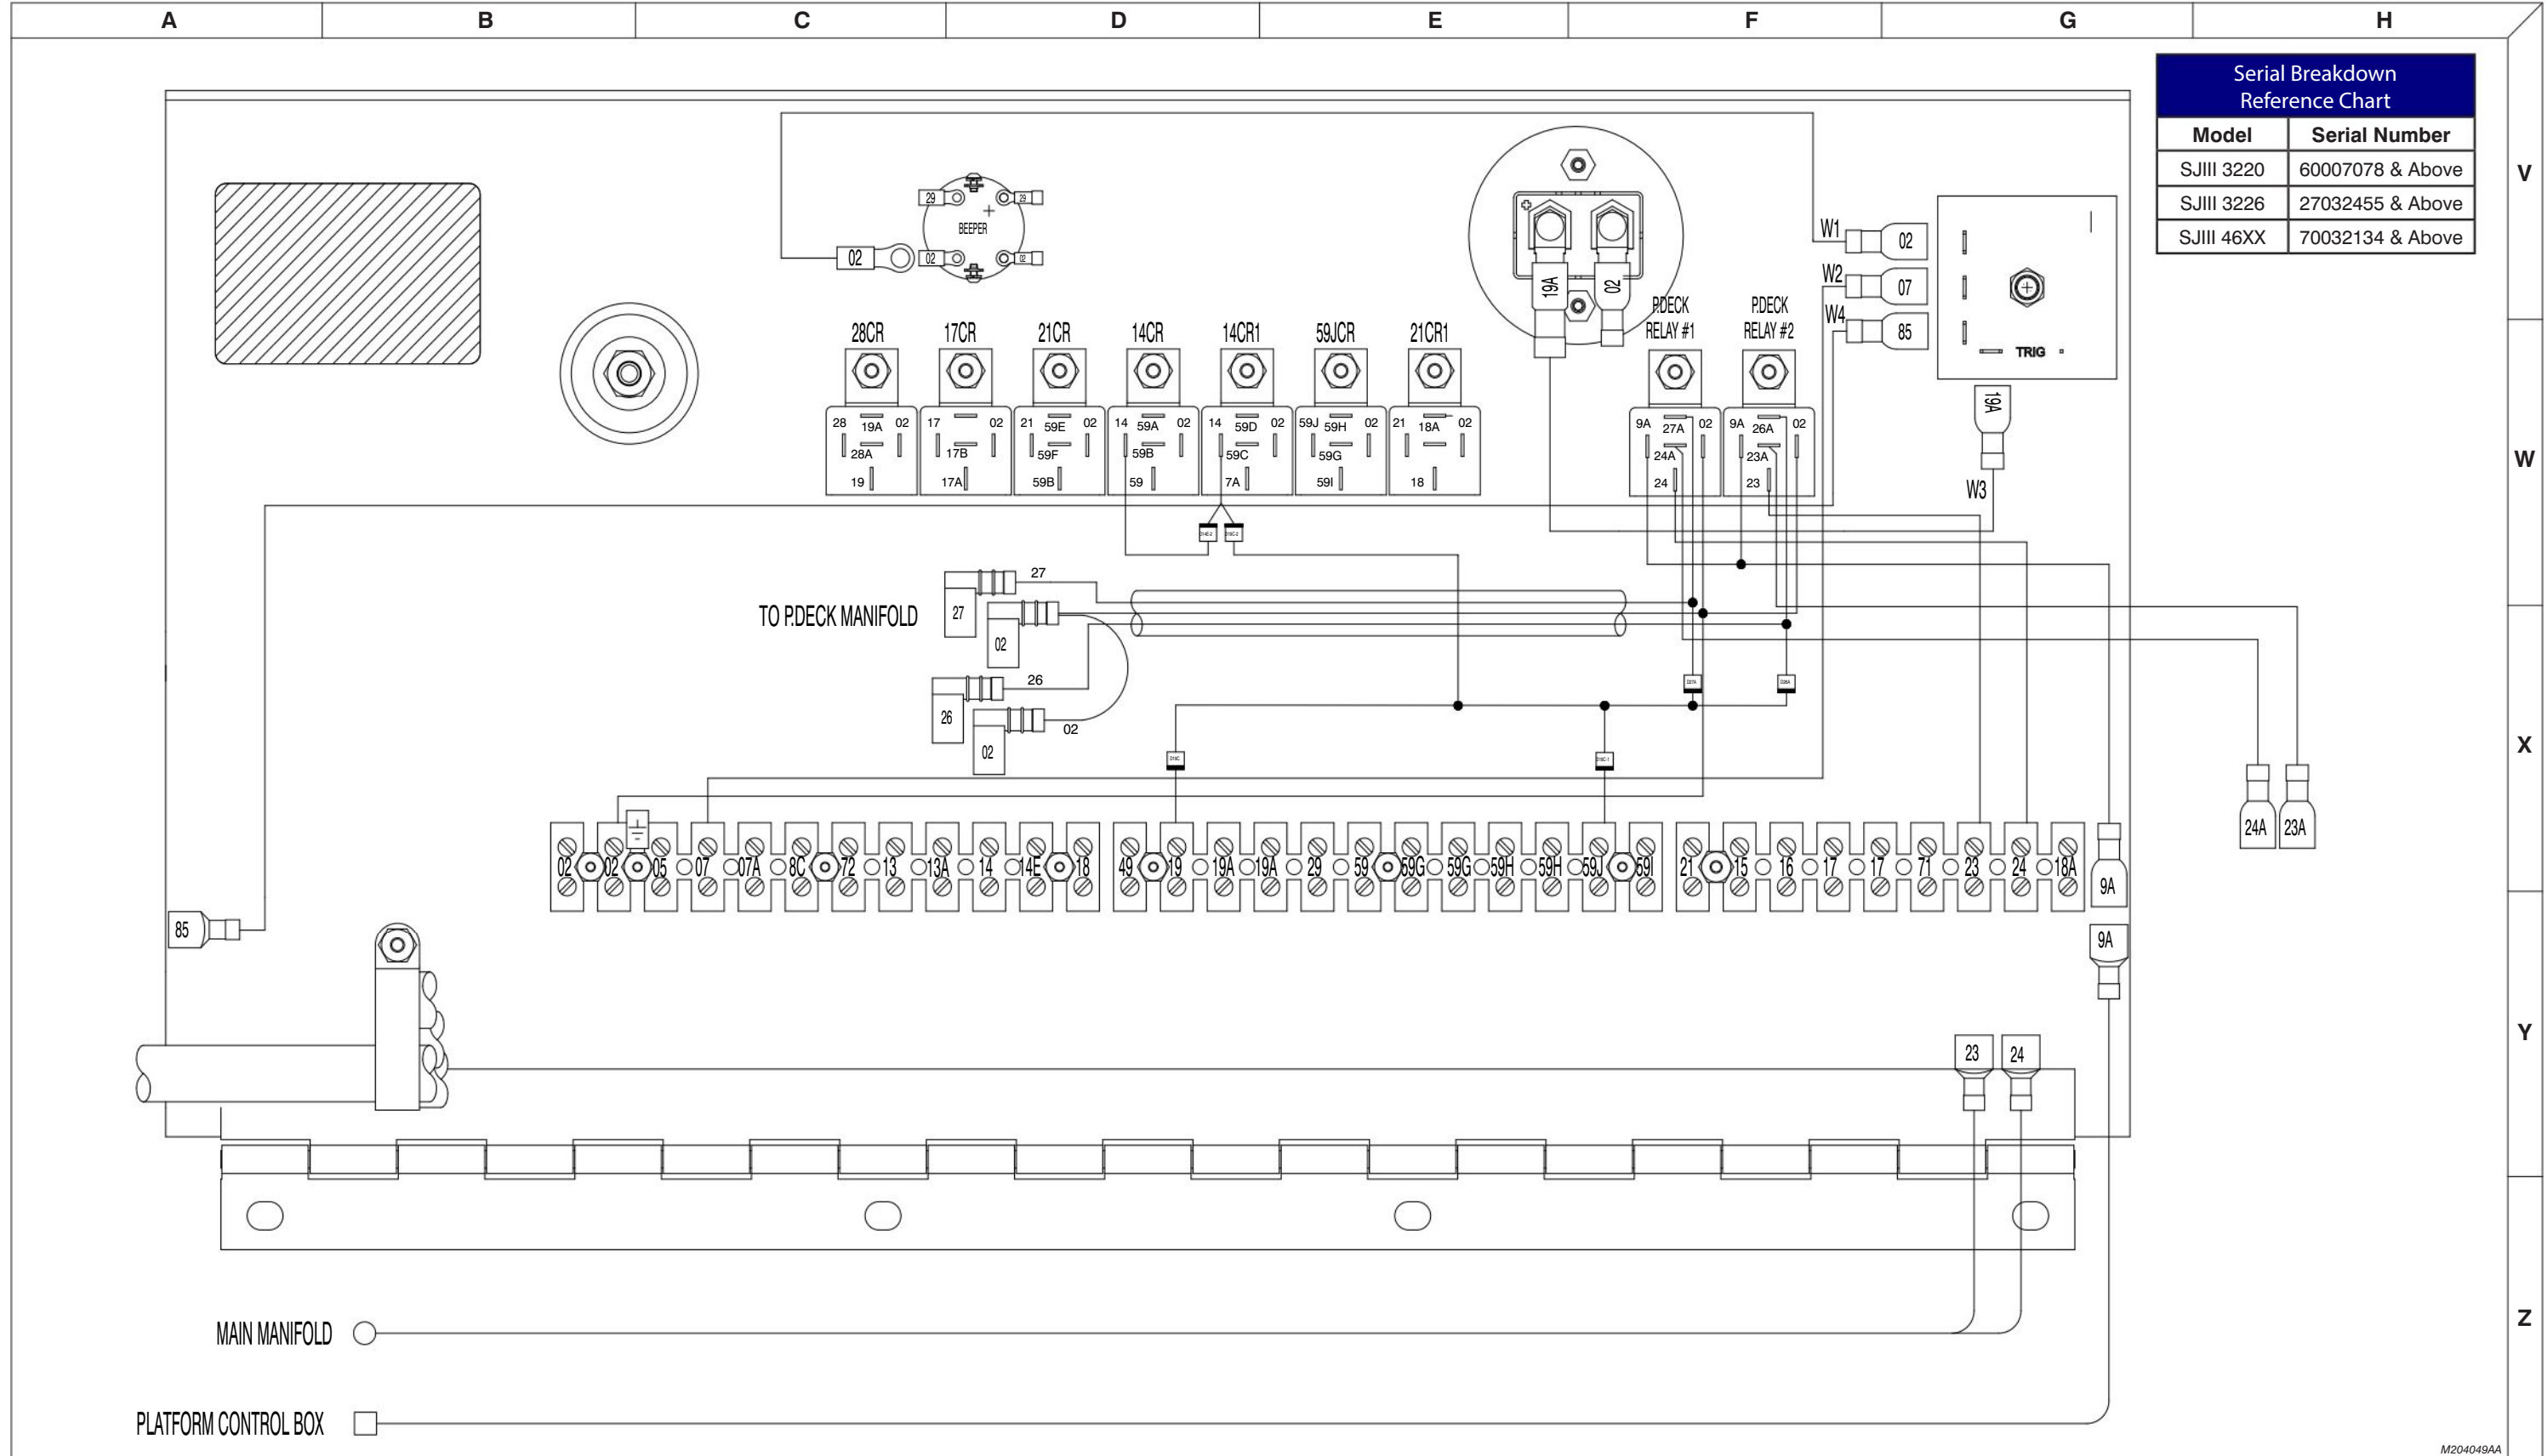 A B C D E F G H
Serial Breakdown
Reference Chart
Model Serial Number
SJIII 3220 60007078 & Above
SJIII 3226 27032455 & Above
SJIII 46XX 70032134 & Above
V
W
X
Y
Z
29 29
+
BEEPER
02 02 02
19A 02
W1 02
W2 07
W4 85
TRIG
19A
W3
28CR 17CR 21CR 14CR 14CR1 59JCR 21CR1
P.DECK
RELAY #1
P.DECK
RELAY #2
28 19A 02
28A
19
17 02
17B
17A
21 59E 02
59F
59B
14 59A 02
59B
59
14 59D 02
59C
7A
59J 59H 02
59G
59I
21 18A 02
18
9A 27A 02
24A
24
9A 26A 02
23A
23
TO P.DECK MANIFOLD
27
27
02
26
26
02
02
D27A
24A 23A
02 02 05 07 07A 8C 72 13 13A 14 14E 18 49 19 19A 19A 29 59 59G 59G 59H 59H 59J 59I 21 15 16 17 17 71 23 24 18A
9A
9A
85
23 24
MAIN MANIFOLD
PLATFORM CONTROL BOX
M204049AA